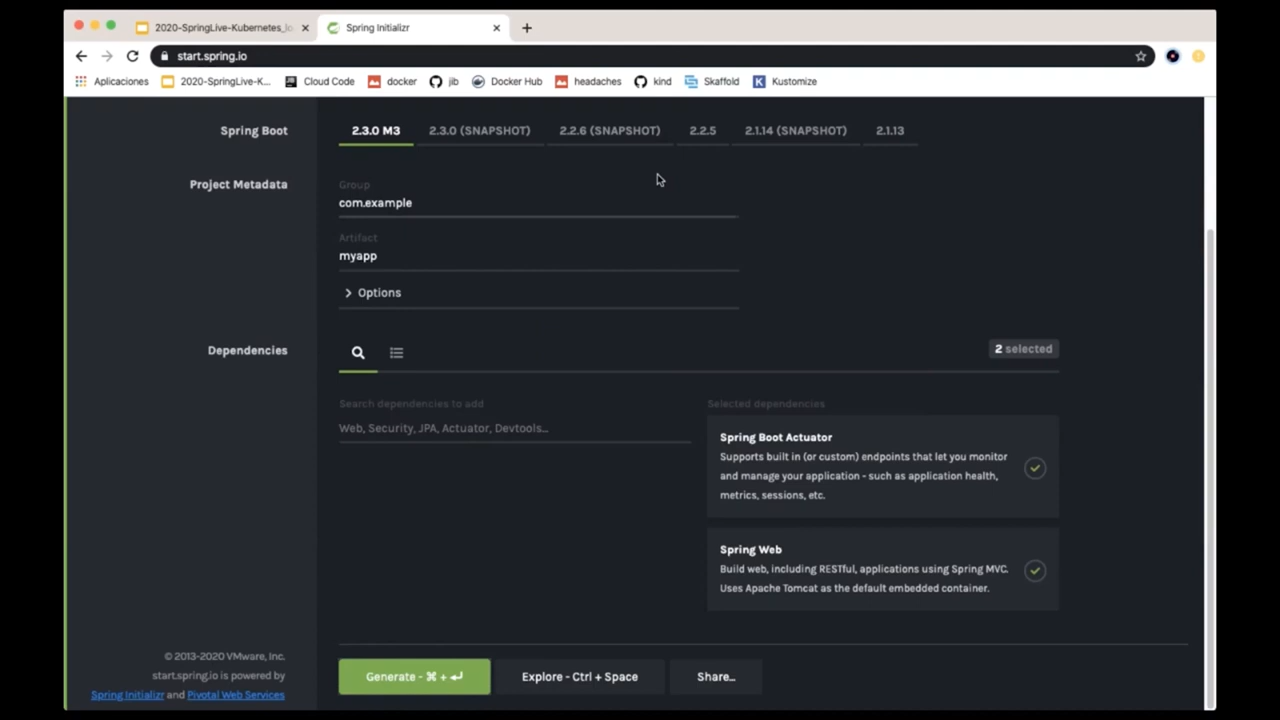 2020-SpringLive-Kubernetes_lo
Spring Initializr
start.spring.io
Aplicaciones
2020-SpringLive-K...
Cloud Code
docker
jib
Docker Hub
headaches
kind
Skaffold
Kustomize
Spring Boot
2.3.0 M3
2.3.0 (SNAPSHOT)
2.2.6 (SNAPSHOT)
2.2.5
2.1.14 (SNAPSHOT)
2.1.13
Project Metadata
Group
com.example
Artifact
myapp
Options
Dependencies
2 selected
Search dependencies to add
Web, Security, JPA, Actuator, Devtools...
Selected dependencies
Spring Boot Actuator
Supports built in (or custom) endpoints that let you monitor
and manage your application - such as application health,
metrics, sessions, etc.
Spring Web
Build web, including RESTful, applications using Spring MVC.
Uses Apache Tomcat as the default embedded container.
© 2013-2020 VMware, Inc.
start.spring.io is powered by
Spring Initializr and Pivotal Web Services
Generate - ⌘ + ↵
Explore - Ctrl + Space
Share...